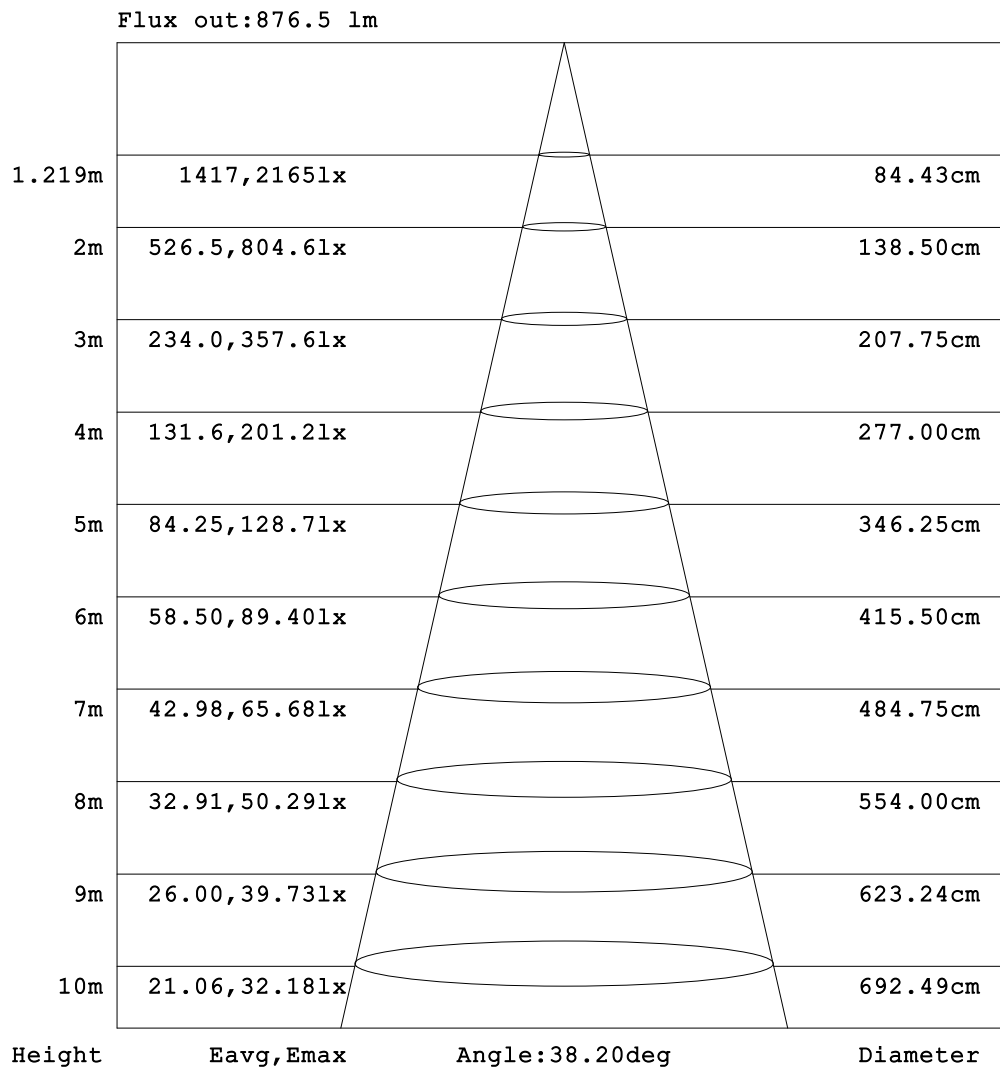 Flux out:876.5 lm
1.219m 1417,2165lx 84.43cm
2m 526.5,804.6lx 138.50cm
3m 234.0,357.6lx 207.75cm
4m 131.6,201.2lx 277.00cm
5m 84.25,128.7lx 346.25cm
6m 58.50,89.40lx 415.50cm
7m 42.98,65.68lx 484.75cm
8m 32.91,50.29lx 554.00cm
9m 26.00,39.73lx 623.24cm
10m 21.06,32.18lx 692.49cm
Height Eavg,Emax Angle:38.20deg Diameter